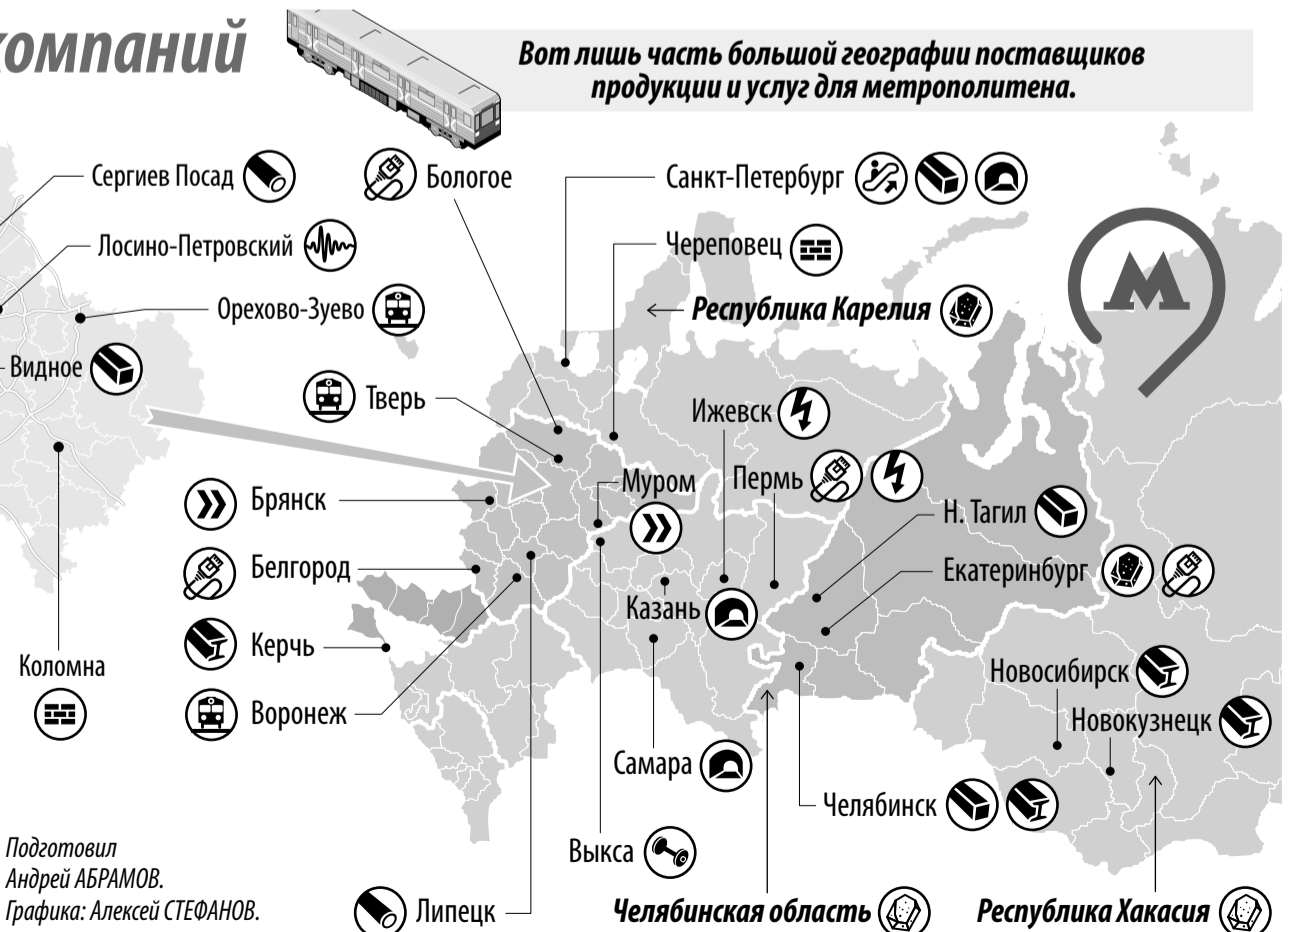 компаний
Вот лишь часть большой географии поставщиков
продукции и услуг для метрополитена.
Сергиев Посад
Бологое
Санкт-Петербург
Лосино-Петровский
Череповец
Орехово-Зуево
Республика Карелия
М
Видное
Тверь
Ижевск
Муром
Пермь
Брянск
Н. Тагил
Белгород
Екатеринбург
Казань
Керчь
Коломна
Новосибирск
Воронеж
Новокузнецк
Самара
Челябинск
Выкса
Подготовил
Андрей АБРАМОВ.
Графика: Алексей СТЕФАНОВ.
Липецк
Челябинская область
Республика Хакасия